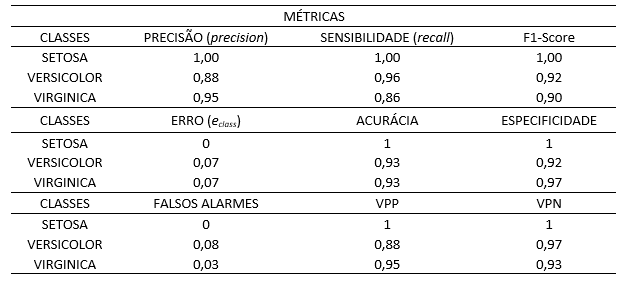 MÉTRICAS
CLASSES PRECISÃO (precision) SENSIBILIDADE (recall) F1-Score
SETOSA 1,00 1,00 1,00
VERSICOLOR 0,88 0,96 0,92
VIRGINICA 0,95 0,86 0,90
CLASSES ERRO (eclass) ACURÁCIA ESPECIFICIDADE
SETOSA 0 1 1
VERSICOLOR 0,07 0,93 0,92
VIRGINICA 0,07 0,93 0,97
CLASSES FALSOS ALARMES VPP VPN
SETOSA 0 1 1
VERSICOLOR 0,08 0,88 0,97
VIRGINICA 0,03 0,95 0,93